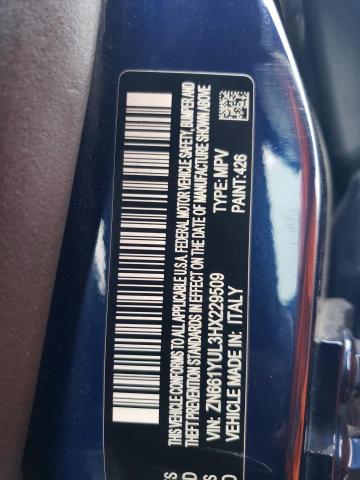 THIS VEHICLE CONFORMS TO ALL APPLICABLE U.S.A. FEDERAL MOTOR VEHICLE SAFETY, BUMPER AND
THEFT PREVENTION STANDARDS IN EFFECT ON THE DATE OF MANUFACTURE SHOWN ABOVE
VIN: ZN661YUL3HX229509 TYPE: MPV
VEHICLE MADE IN: ITALY PAINT: 426